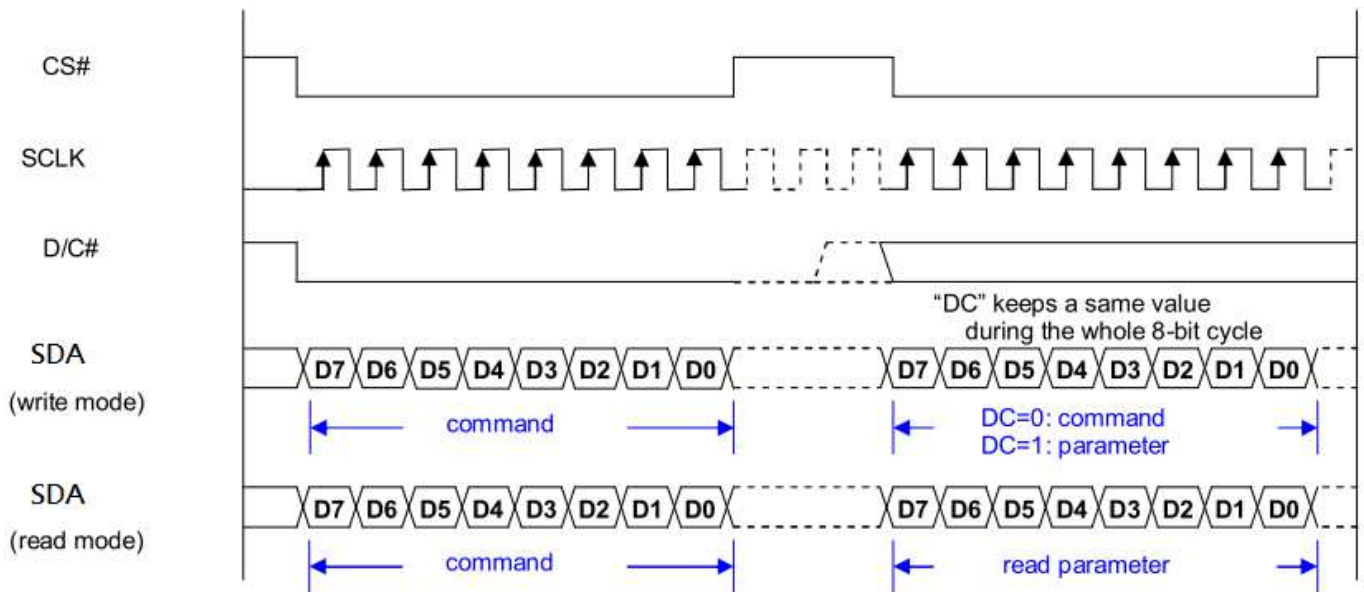 CS#
SCLK
D/C#
“DC” keeps a same value
during the whole 8-bit cycle
SDA
(write mode)
D7 D6 D5 D4 D3 D2 D1 D0 D7 D6 D5 D4 D3 D2 D1 D0
command
DC=0: command
DC=1: parameter
SDA
(read mode)
D7 D6 D5 D4 D3 D2 D1 D0 D7 D6 D5 D4 D3 D2 D1 D0
command read parameter